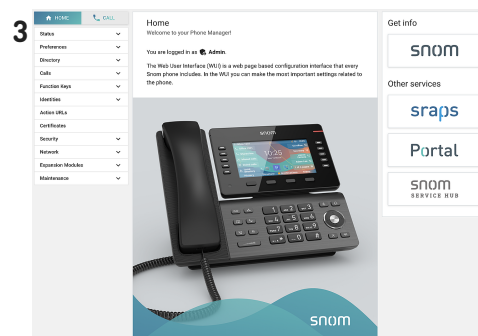 3
HOME
CALL
Status
Preferences
Directory
Calls
Function Keys
Identities
Action URLs
Certificates
Security
Network
Expansion Modules
Maintenance
Home
Welcome to your Phone Manager!
You are logged in as Admin.
The Web User Interface (WUI) is a web page based configuration interface that every
Snom phone includes. In the WUI you can make the most important settings related to
the phone.
snom
10:25
snom
Get info
snom
Other services
sraps
Portal
snom
SERVICE HUB